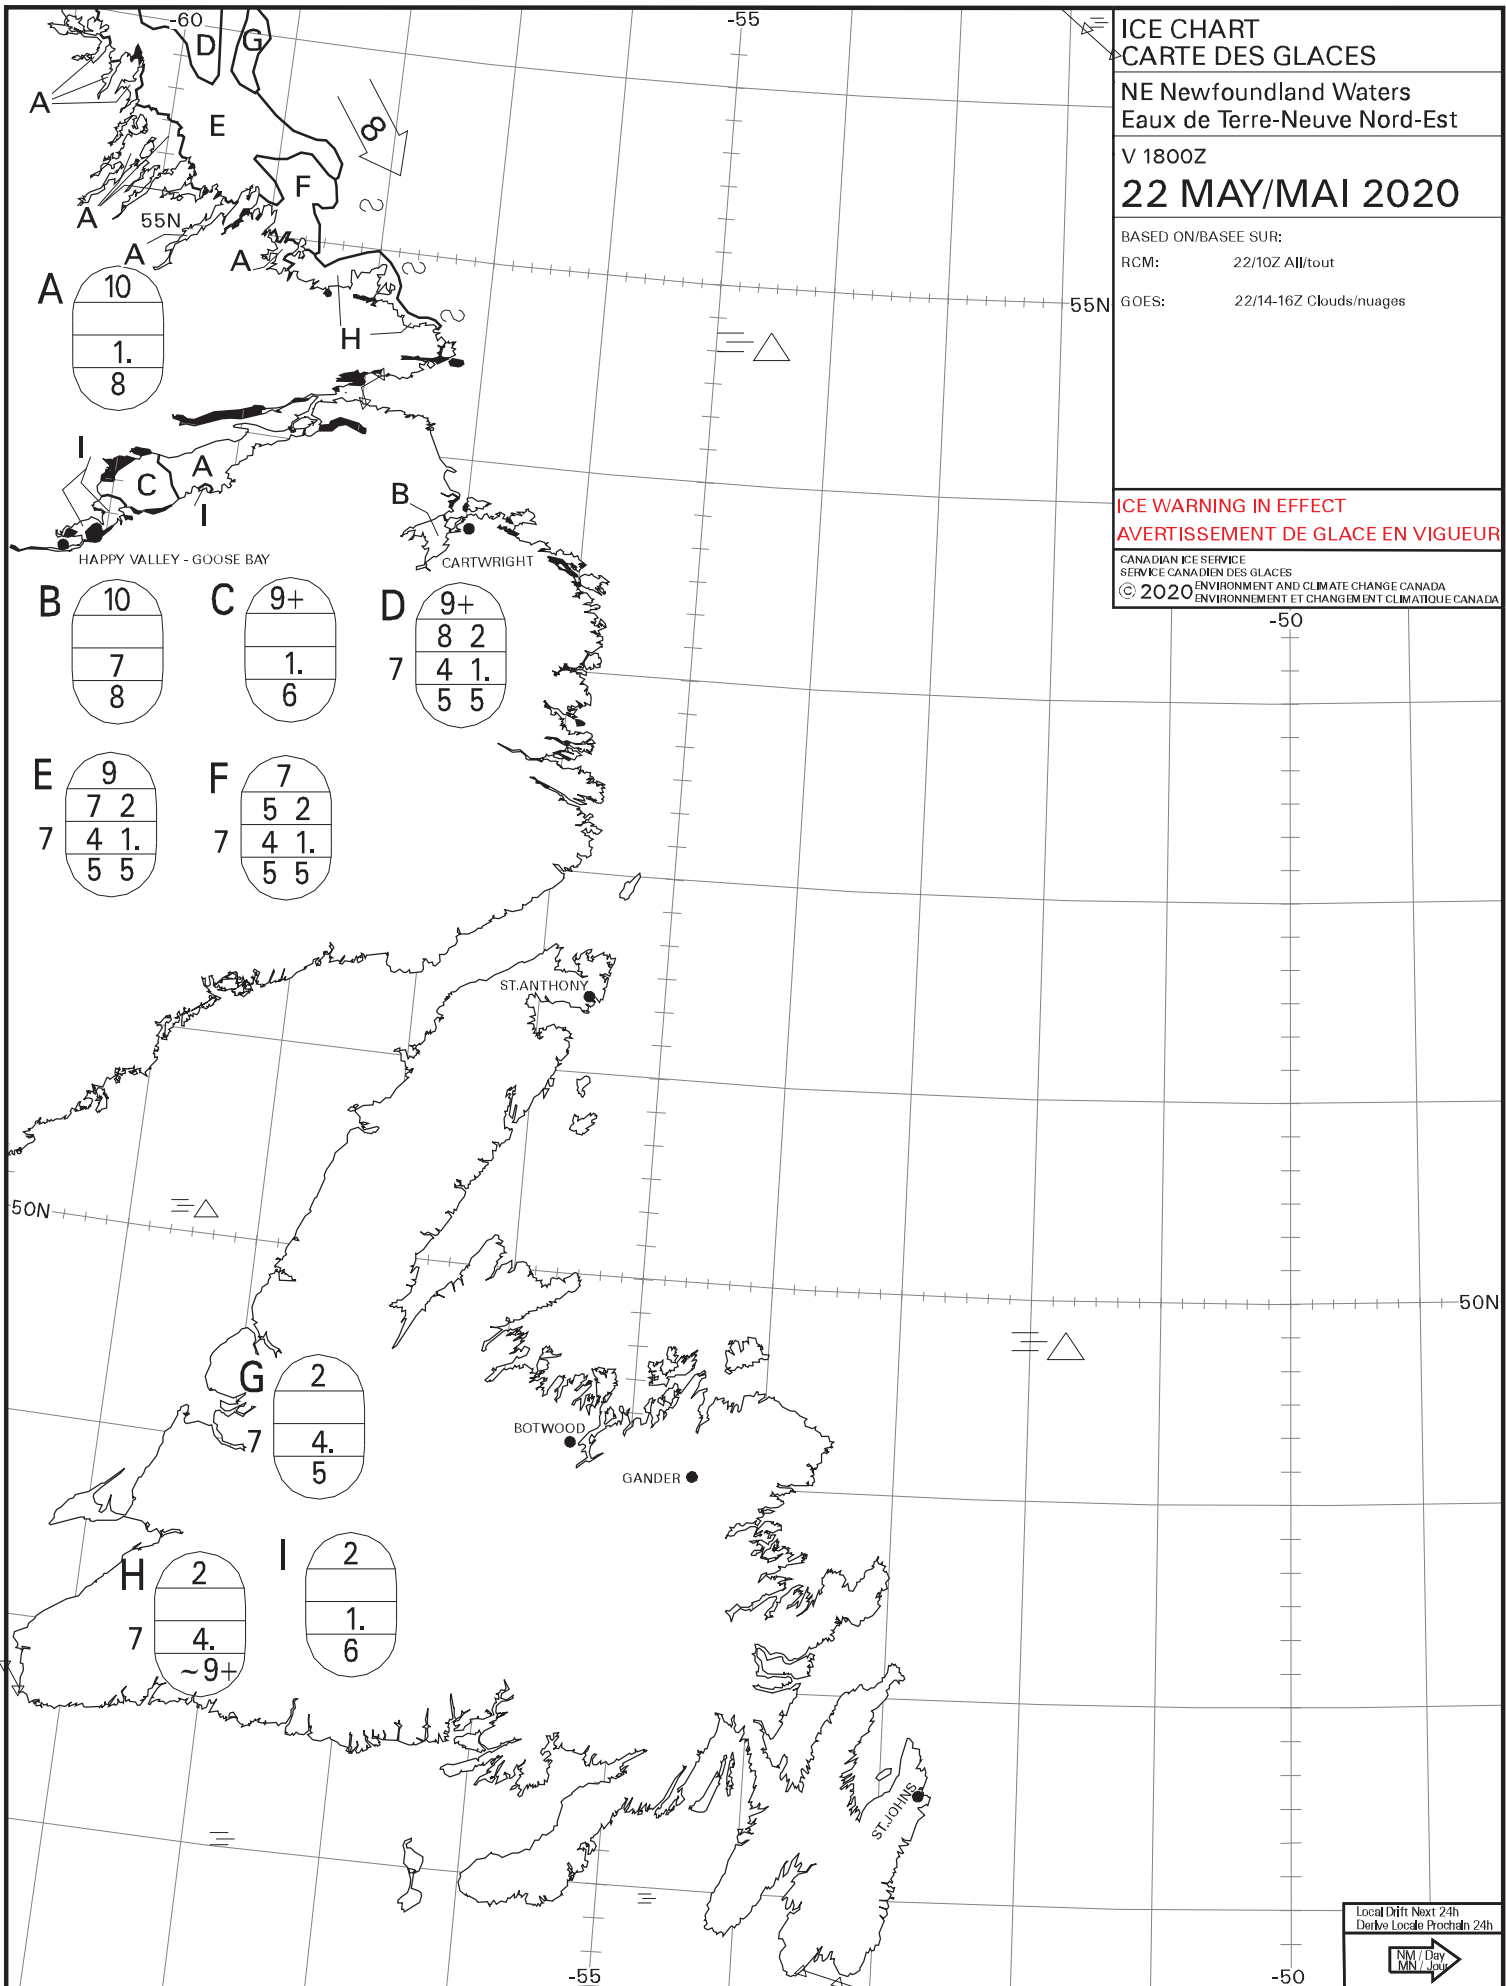 ICE CHART
CARTE DES GLACES
NE Newfoundland Waters
Eaux de Terre-Neuve Nord-Est
V 1800Z
22 MAY/MAI 2020
BASED ON/BASEE SUR:
RCM: 22/10Z All/tout
GOES: 22/14-16Z Clouds/nuages
ICE WARNING IN EFFECT
AVERTISSEMENT DE GLACE EN VIGUEUR
CANADIAN ICE SERVICE
SERVICE CANADIEN DES GLACES
© 2020 ENVIRONMENT AND CLIMATE CHANGE CANADA
ENVIRONNEMENT ET CHANGEMENT CLIMATIQUE CANADA
-60
-55
D
G
A
E
8
F
A
55N
A
A
H
55N
A
10
1.
8
I
A
C
I
B
HAPPY VALLEY - GOOSE BAY
CARTWRIGHT
B
10
7
8
C
9+
1.
6
D
9+
8 2
7 4 1.
5 5
-50
E
9
7 2
7 4 1.
5 5
F
7
5 2
7 4 1.
5 5
ST.ANTHONY
50N
50N
G
2
7 4.
5
BOTWOOD
GANDER
H
2
7 4.
~9+
I
2
1.
6
ST.JOHNS
-55
-50
Local Drift Next 24h
Derive Locale Prochain 24h
NM / Day
MN / Jour